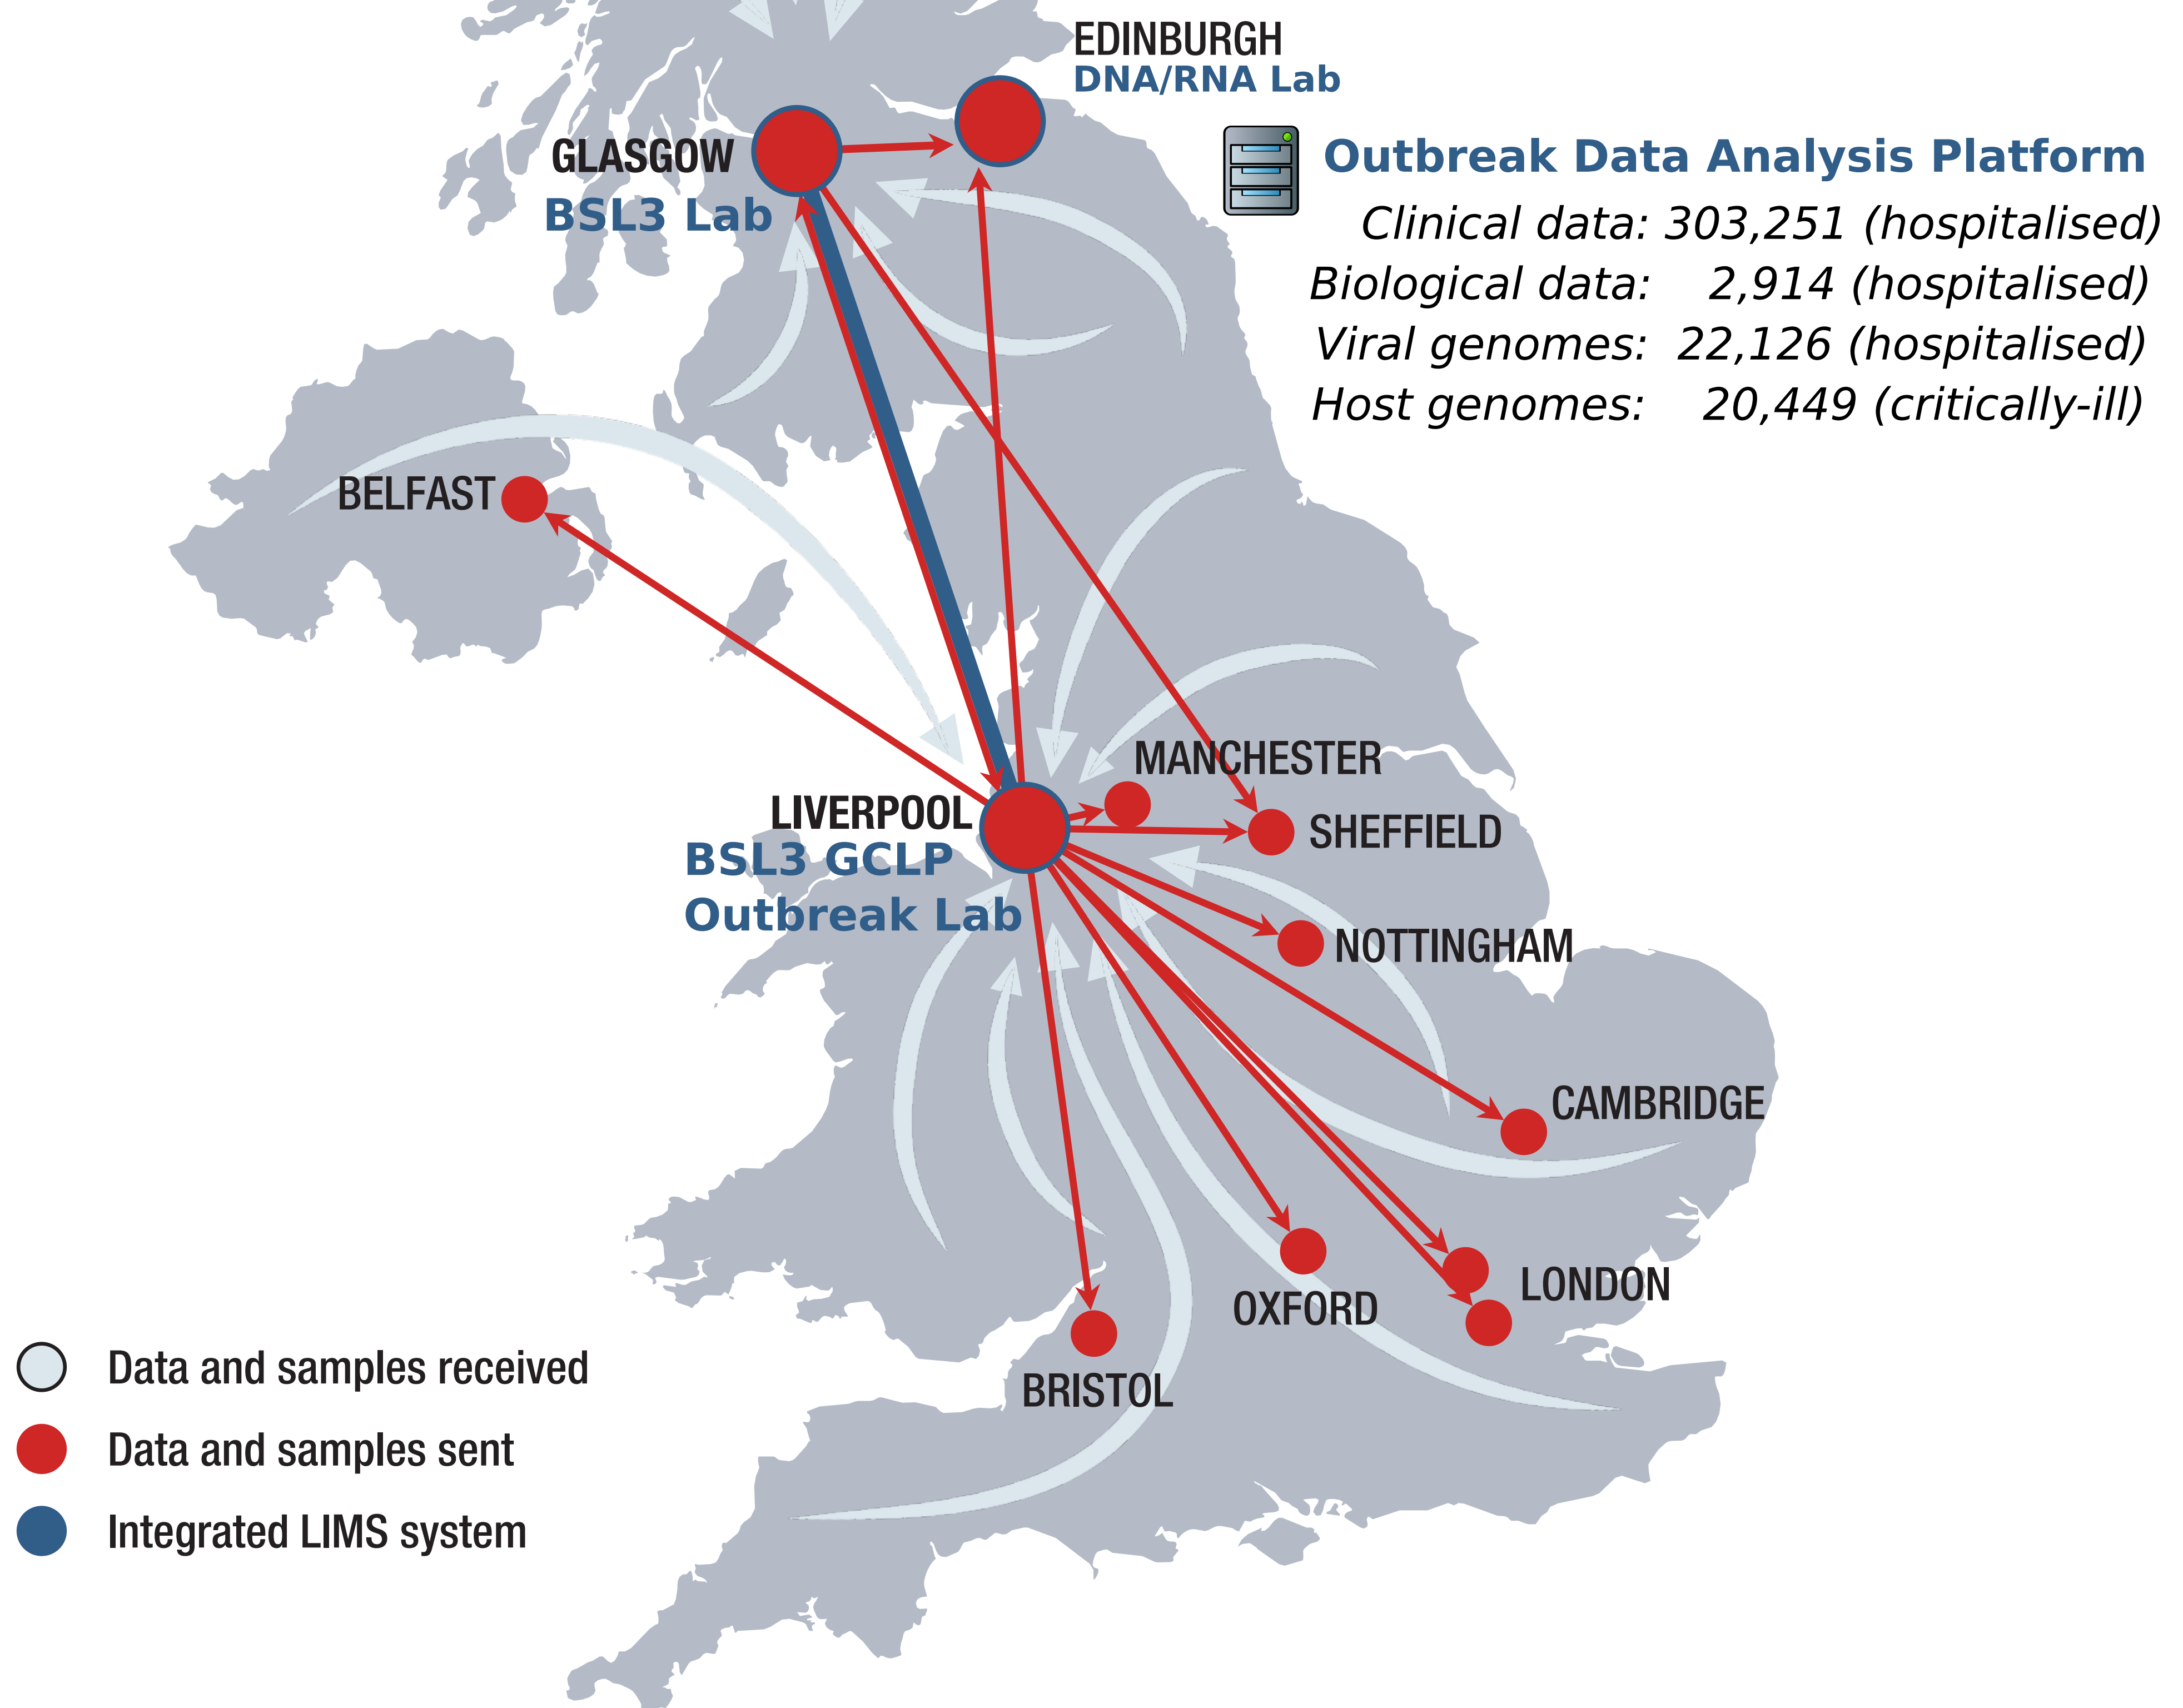 EDINBURGH
DNA/RNA Lab
GLASGOW
BSL3 Lab
Outbreak Data Analysis Platform
Clinical data: 303,251 (hospitalised)
Biological data: 2,914 (hospitalised)
Viral genomes: 22,126 (hospitalised)
Host genomes: 20,449 (critically-ill)
BELFAST
MANCHESTER
LIVERPOOL
BSL3 GCLP
Outbreak Lab
SHEFFIELD
NOTTINGHAM
CAMBRIDGE
LONDON
OXFORD
BRISTOL
Data and samples received
Data and samples sent
Integrated LIMS system